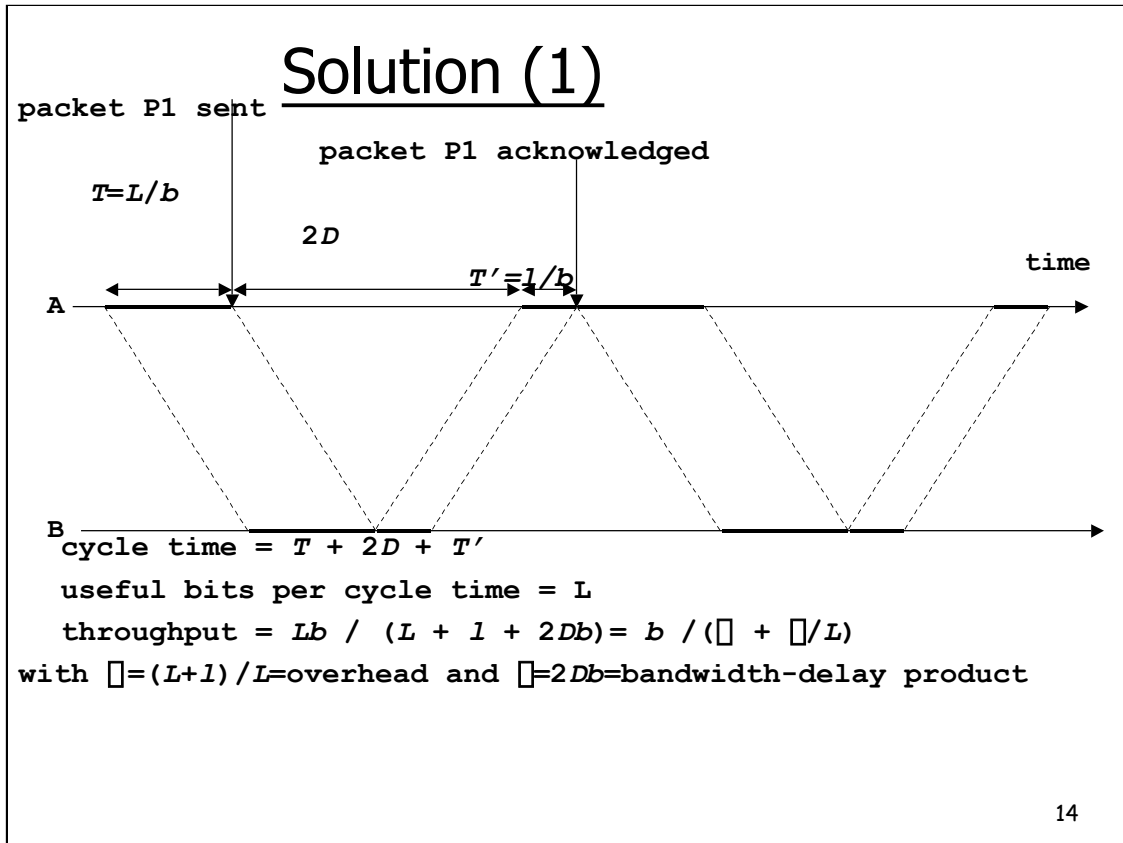 Solution (1)
packet P1 sent
packet P1 acknowledged
T=L/b
2D
T'=l/b
time
A
B
cycle time = T + 2D + T'
useful bits per cycle time = L
throughput = Lb / (L + l + 2Db)= b /(▯ + ▯/L)
with ▯=(L+l)/L=overhead and ▯=2Db=bandwidth-delay product
14